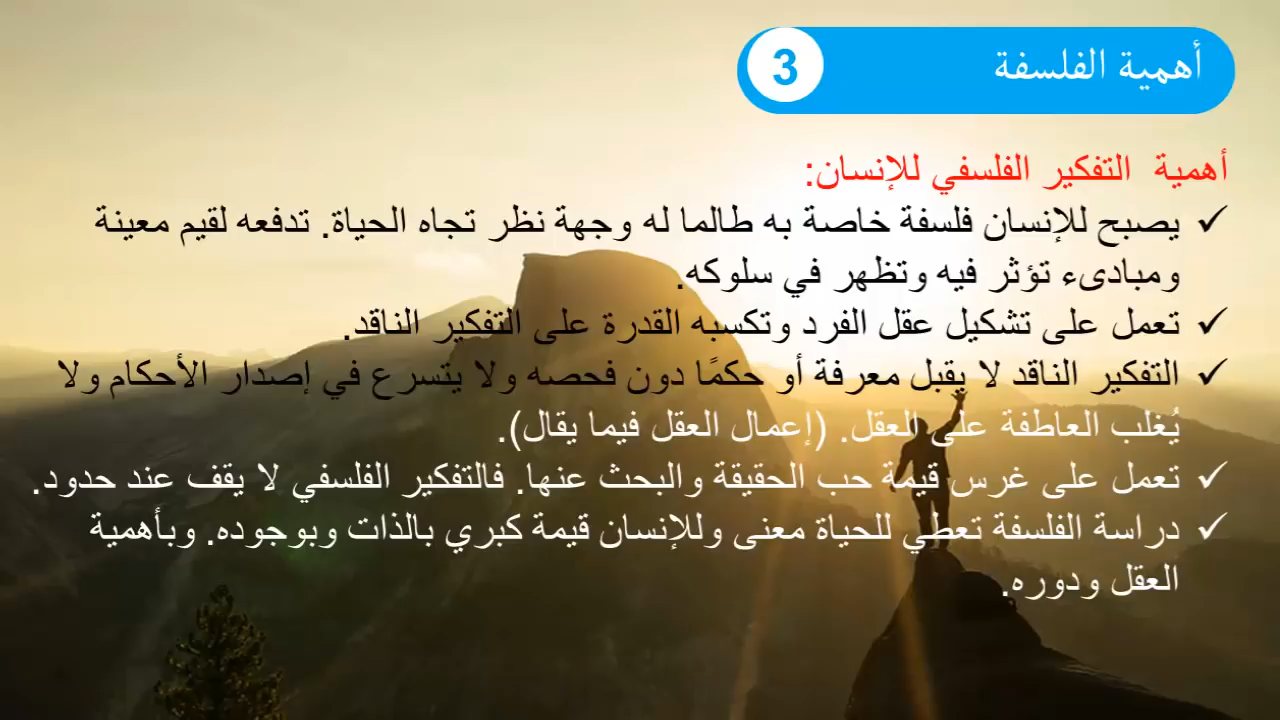 أهمية الفلسفة
3
أهمية التفكير الفلسفي للإنسان:
✓ يصبح للإنسان فلسفة خاصة به طالما له وجهة نظر تجاه الحياة. تدفعه لقيم معينة
ومبادىء تؤثر فيه وتظهر في سلوكه.
✓ تعمل على تشكيل عقل الفرد وتكسبه القدرة على التفكير الناقد.
✓ التفكير الناقد لا يقبل معرفة أو حكمًا دون فحصه ولا يتسرع في إصدار الأحكام ولا
يُغلب العاطفة على العقل. (إعمال العقل فيما يقال).
✓ تعمل على غرس قيمة حب الحقيقة والبحث عنها. فالتفكير الفلسفي لا يقف عند حدود.
✓ دراسة الفلسفة تعطي للحياة معنى وللإنسان قيمة كبري بالذات وبوجوده. وبأهمية
العقل ودوره.